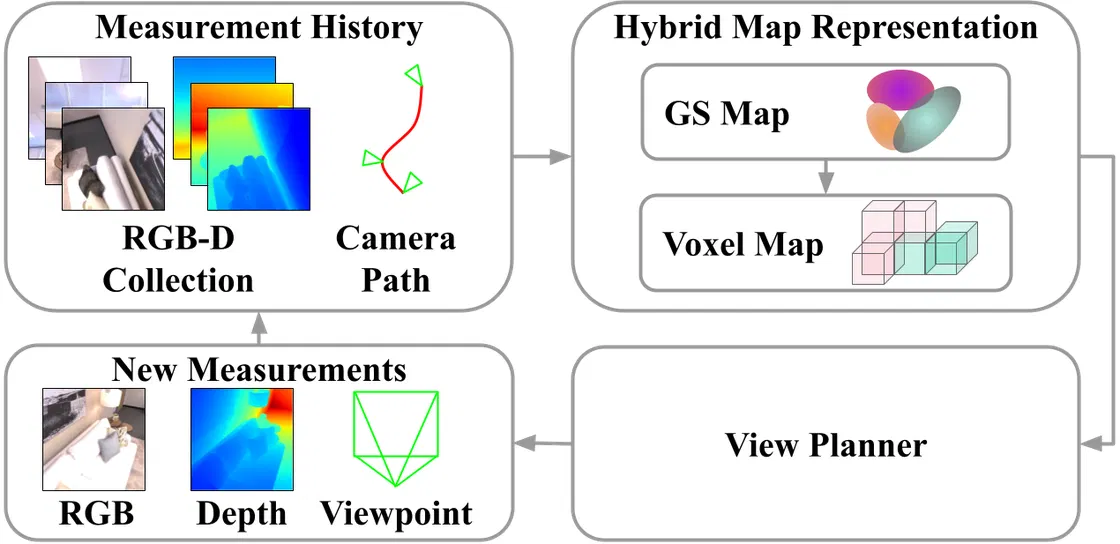 Measurement History
RGB-D
Collection
Camera
Path
Hybrid Map Representation
GS Map
Voxel Map
New Measurements
RGB
Depth
Viewpoint
View Planner